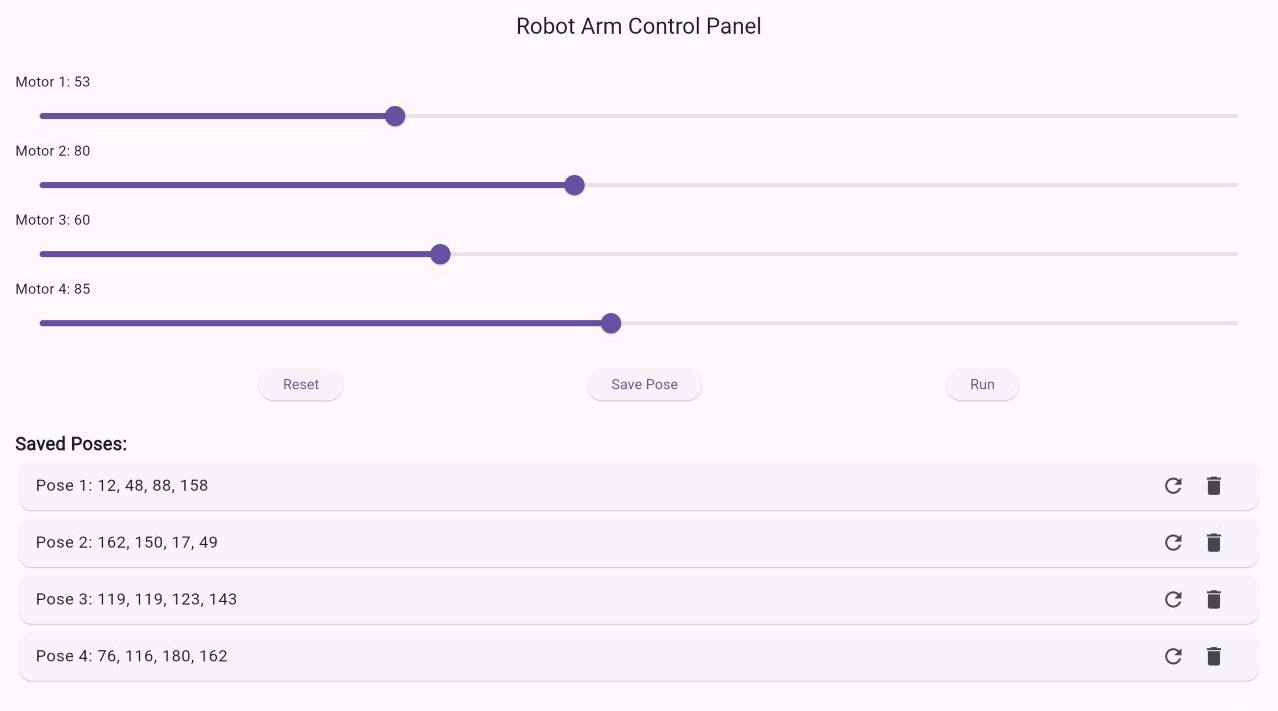 Robot Arm Control Panel
Motor 1: 53
Motor 2: 80
Motor 3: 60
Motor 4: 85
Reset Save Pose Run
Saved Poses:
Pose 1: 12, 48, 88, 158
Pose 2: 162, 150, 17, 49
Pose 3: 119, 119, 123, 143
Pose 4: 76, 116, 180, 162